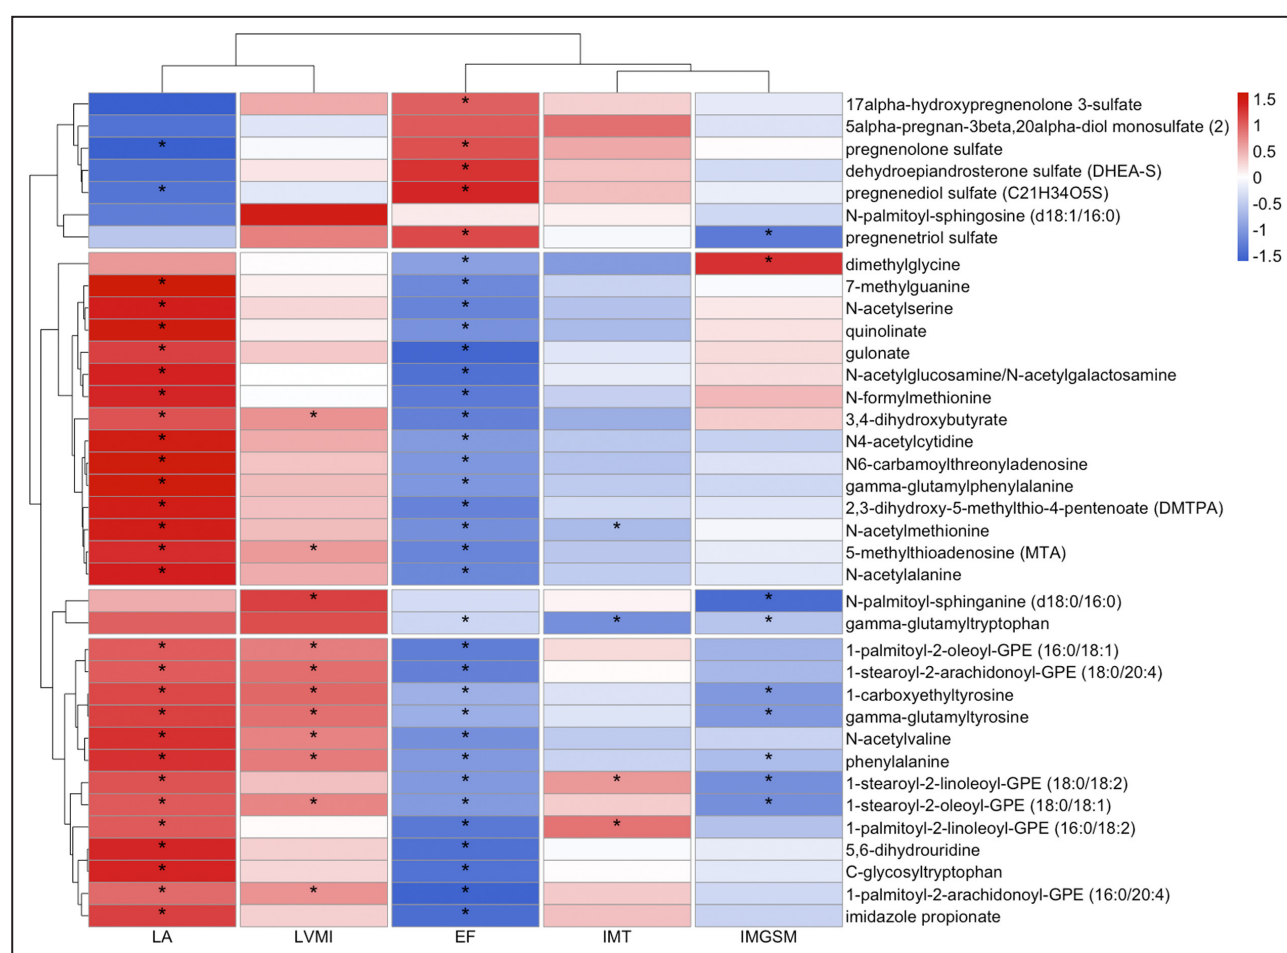 17alpha-hydroxypregnenolone 3-sulfate
5alpha-pregnan-3beta,20alpha-diol monosulfate (2)
pregnenolone sulfate
dehydroepiandrosterone sulfate (DHEA-S)
pregnenediol sulfate (C21H34O5S)
N-palmitoyl-sphingosine (d18:1/16:0)
pregnenetriol sulfate
dimethylglycine
7-methylguanine
N-acetylserine
quinolinate
gulonate
N-acetylglucosamine/N-acetylgalactosamine
N-formylmethionine
3,4-dihydroxybutyrate
N4-acetylcytidine
N6-carbamoylthreonyladenosine
gamma-glutamylphenylalanine
2,3-dihydroxy-5-methylthio-4-pentenoate (DMTPA)
N-acetylmethionine
5-methylthioadenosine (MTA)
N-acetylalanine
N-palmitoyl-sphinganine (d18:0/16:0)
gamma-glutamyltryptophan
1-palmitoyl-2-oleoyl-GPE (16:0/18:1)
1-stearoyl-2-arachidonoyl-GPE (18:0/20:4)
1-carboxyethyltyrosine
gamma-glutamyltyrosine
N-acetylvaline
phenylalanine
1-stearoyl-2-linoleoyl-GPE (18:0/18:2)
1-stearoyl-2-oleoyl-GPE (18:0/18:1)
1-palmitoyl-2-linoleoyl-GPE (16:0/18:2)
5,6-dihydrouridine
C-glycosyltryptophan
1-palmitoyl-2-arachidonoyl-GPE (16:0/20:4)
imidazole propionate
LA LVMI EF IMT IMGSM
1.5
1
0.5
0
-0.5
-1
-1.5